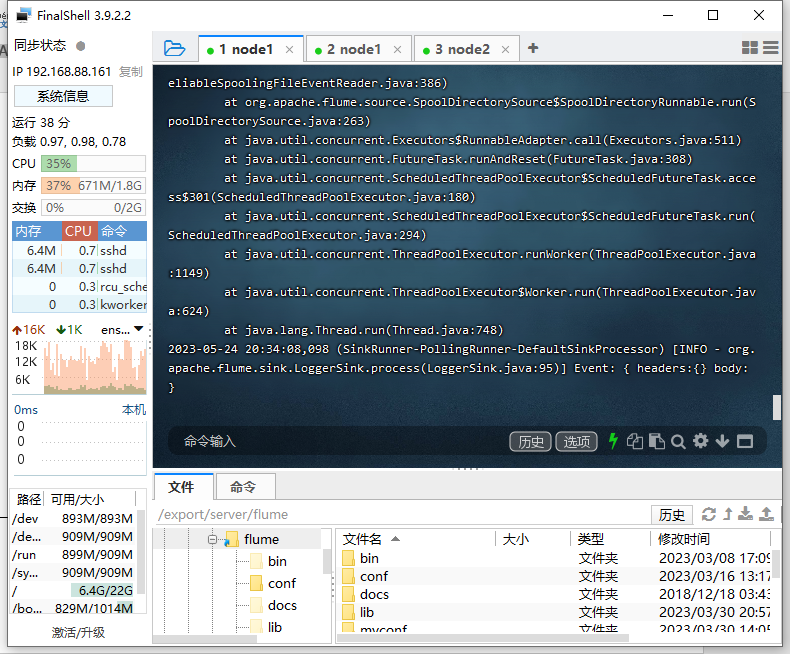 FinalShell 3.9.2.2
同步状态
IP 192.168.88.161 复制
系统信息
运行 38 分
负载 0.97, 0.98, 0.78
CPU 35%
内存 37% 671M/1.8G
交换 0% 0/2G
内存 CPU 命令
6.4M 0.7 sshd
6.4M 0.7 sshd
0 0.3 rcu_sche
0 0.3 kworker
16K 1K ens...
18K
12K
6K
0ms 本机
0
0
0
路径 可用/大小
/dev 893M/893M
/de... 909M/909M
/run 899M/909M
/sy... 909M/909M
/ 6.4G/22G
/bo... 829M/1014M
激活/升级
1 node1
2 node1
3 node2
eliableSpoolingFileEventReader.java:386)
at org.apache.flume.source.SpoolDirectorySource$SpoolDirectoryRunnable.run(S
poolDirectorySource.java:263)
at java.util.concurrent.Executors$RunnableAdapter.call(Executors.java:511)
at java.util.concurrent.FutureTask.runAndReset(FutureTask.java:308)
at java.util.concurrent.ScheduledThreadPoolExecutor$ScheduledFutureTask.acce
ss$301(ScheduledThreadPoolExecutor.java:180)
at java.util.concurrent.ScheduledThreadPoolExecutor$ScheduledFutureTask.run(
ScheduledThreadPoolExecutor.java:294)
at java.util.concurrent.ThreadPoolExecutor.runWorker(ThreadPoolExecutor.java
:1149)
at java.util.concurrent.ThreadPoolExecutor$Worker.run(ThreadPoolExecutor.jav
a:624)
at java.lang.Thread.run(Thread.java:748)
2023-05-24 20:34:08,098 (SinkRunner-PollingRunner-DefaultSinkProcessor) [INFO - org.
apache.flume.sink.LoggerSink.process(LoggerSink.java:95)] Event: { headers:{} body:
}
命令输入 历史 选项
文件 命令
/export/server/flume 历史
flume
bin
conf
docs
lib
文件名 大小 类型 修改时间
bin 文件夹 2023/03/08 17:09
conf 文件夹 2023/03/16 13:17
docs 文件夹 2018/12/18 03:43
lib 文件夹 2023/03/30 20:57
myconf 文件夹 2023/03/30 14:05